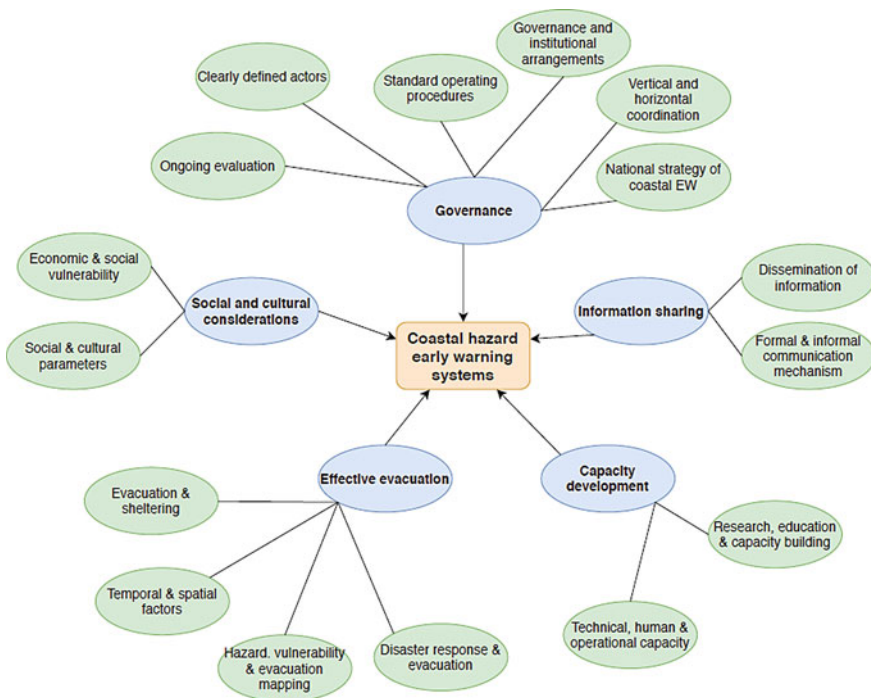 Governance and
institutional
arrangements
Clearly defined actors
Standard operating
procedures
Vertical and
horizontal
coordination
Ongoing evaluation
National strategy of
coastal EW
Governance
Economic & social
vulnerability
Social & cultural
parameters
Social and cultural
considerations
Coastal hazard
early warning
systems
Information sharing
Dissemination of
information
Formal & informal
communication
mechanism
Effective evacuation
Evacuation &
sheltering
Temporal & spatial
factors
Hazard. vulnerability
& evacuation
mapping
Disaster response &
evacuation
Capacity
development
Research, education
& capacity building
Technical, human &
operational capacity